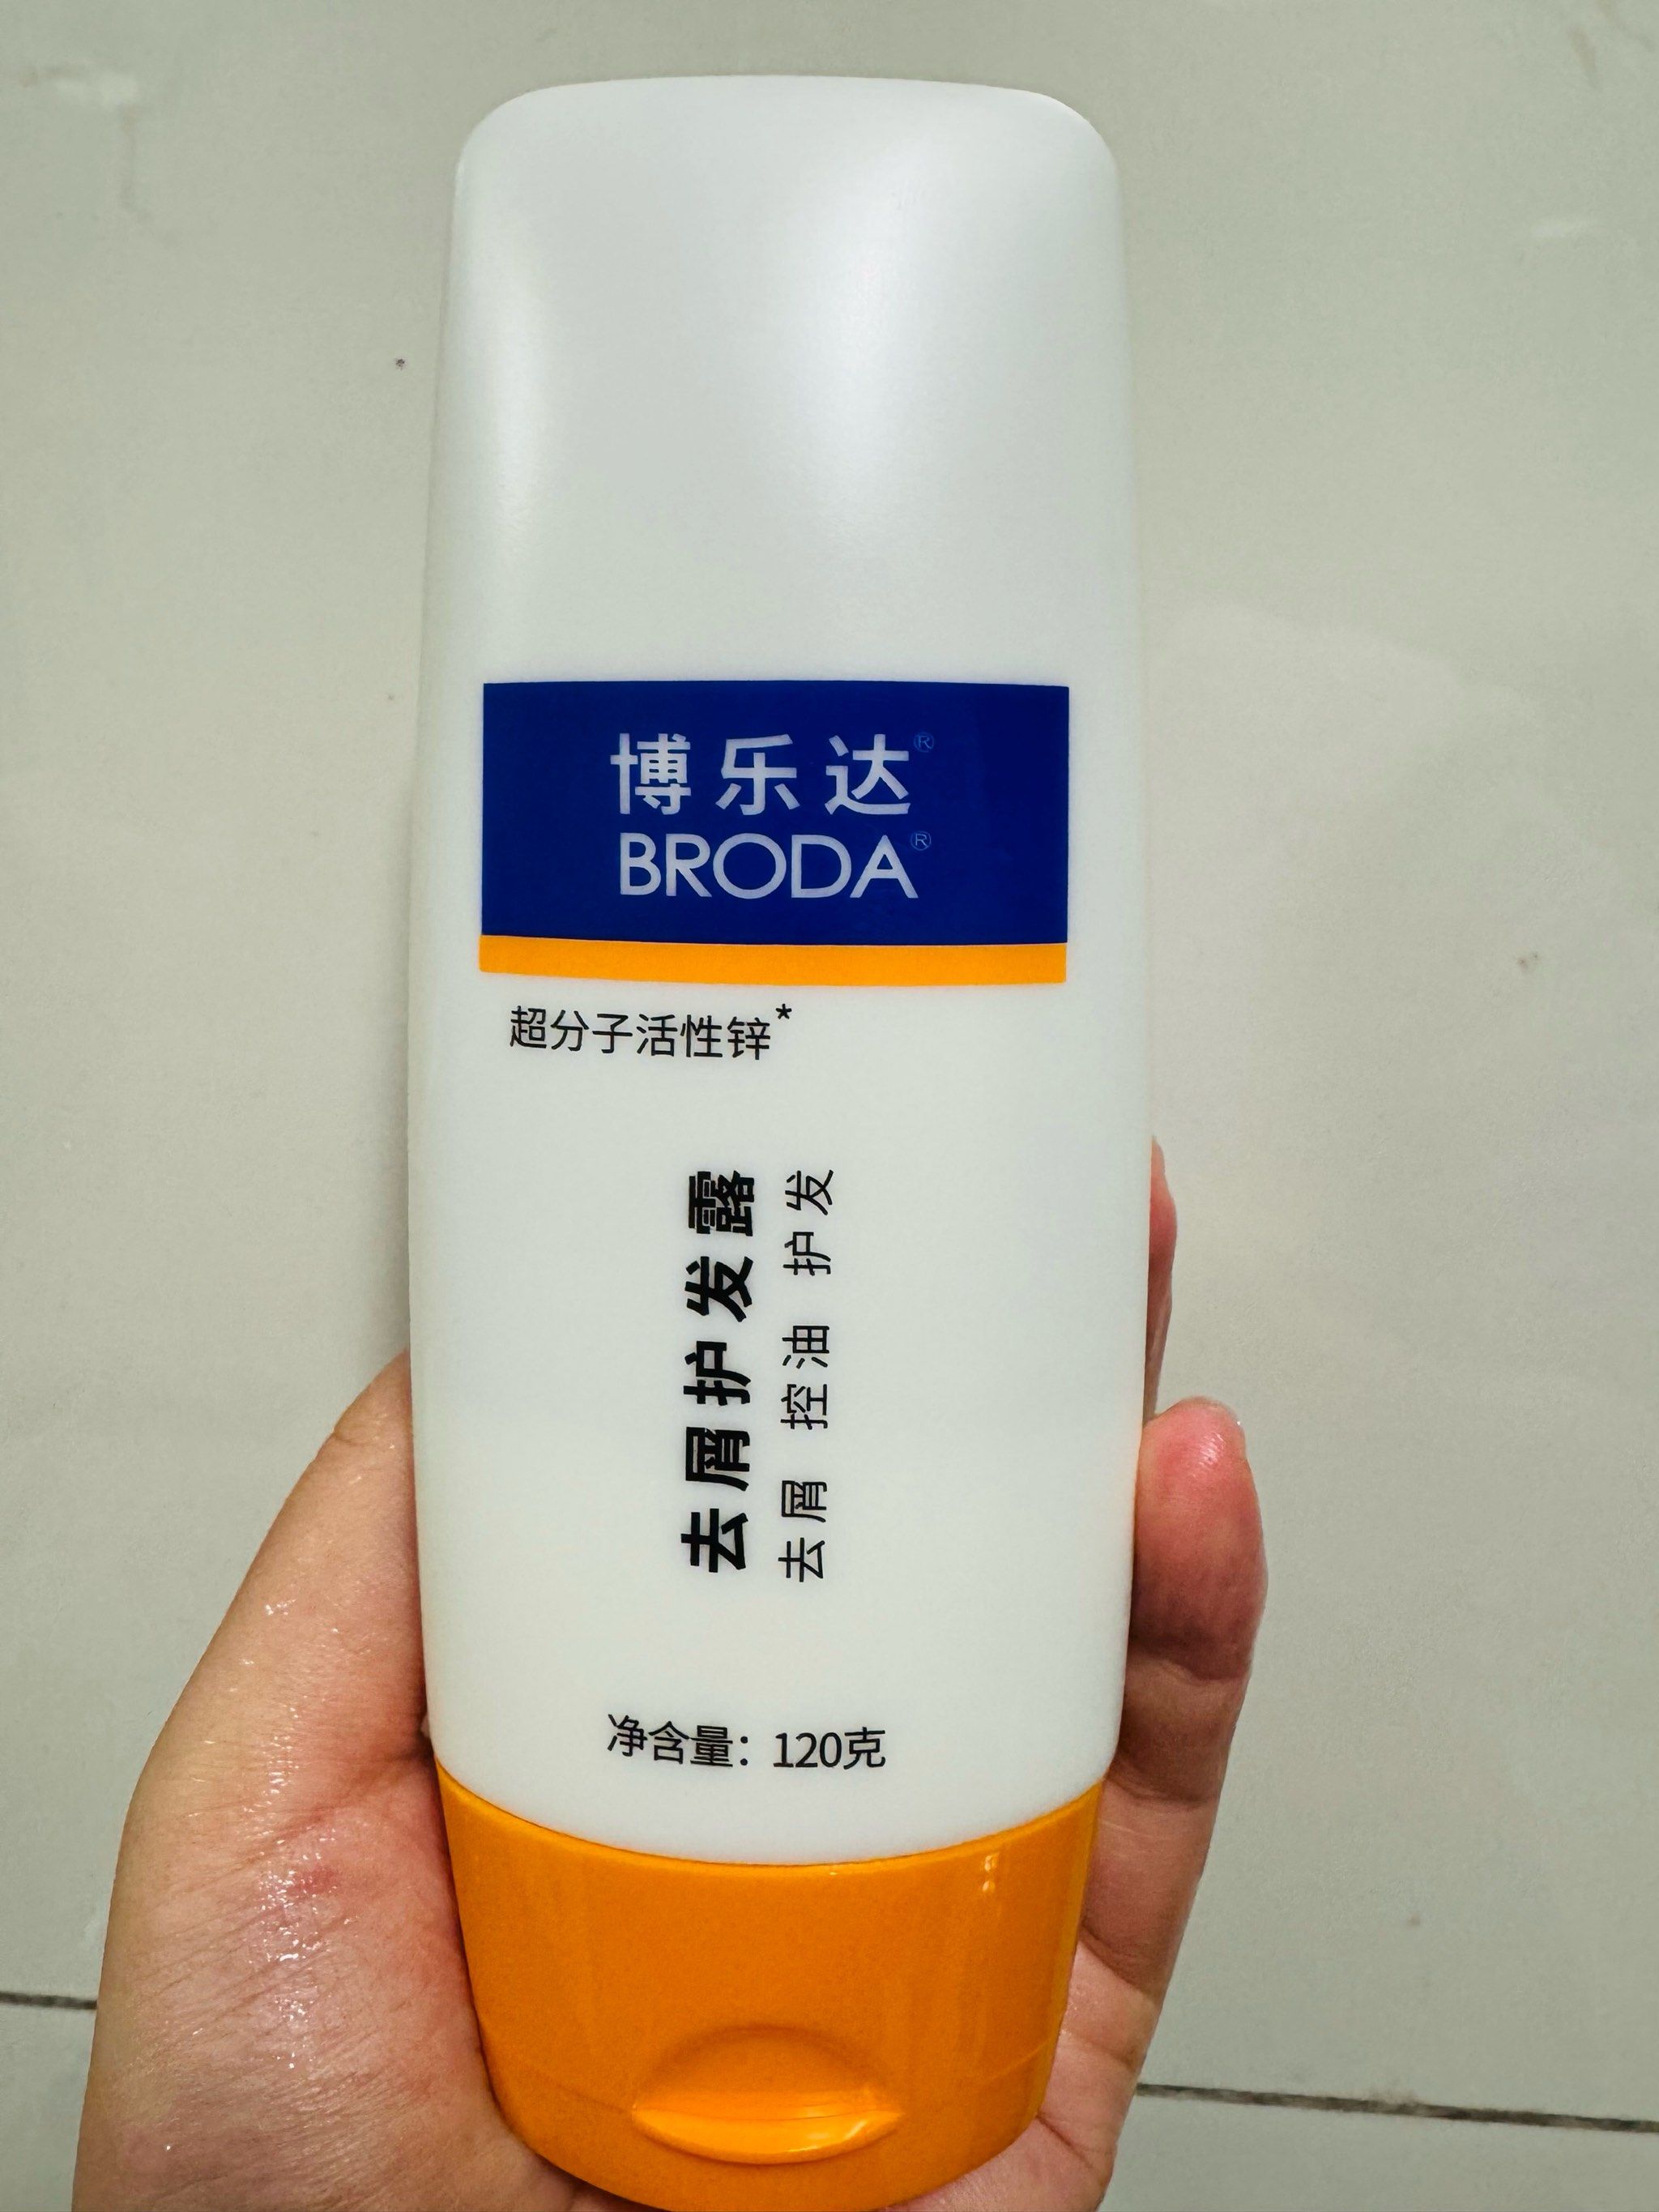 博乐达®
BRODA®
超分子活性锌*
去屑护发露
去屑 控油 护发
净含量：120克